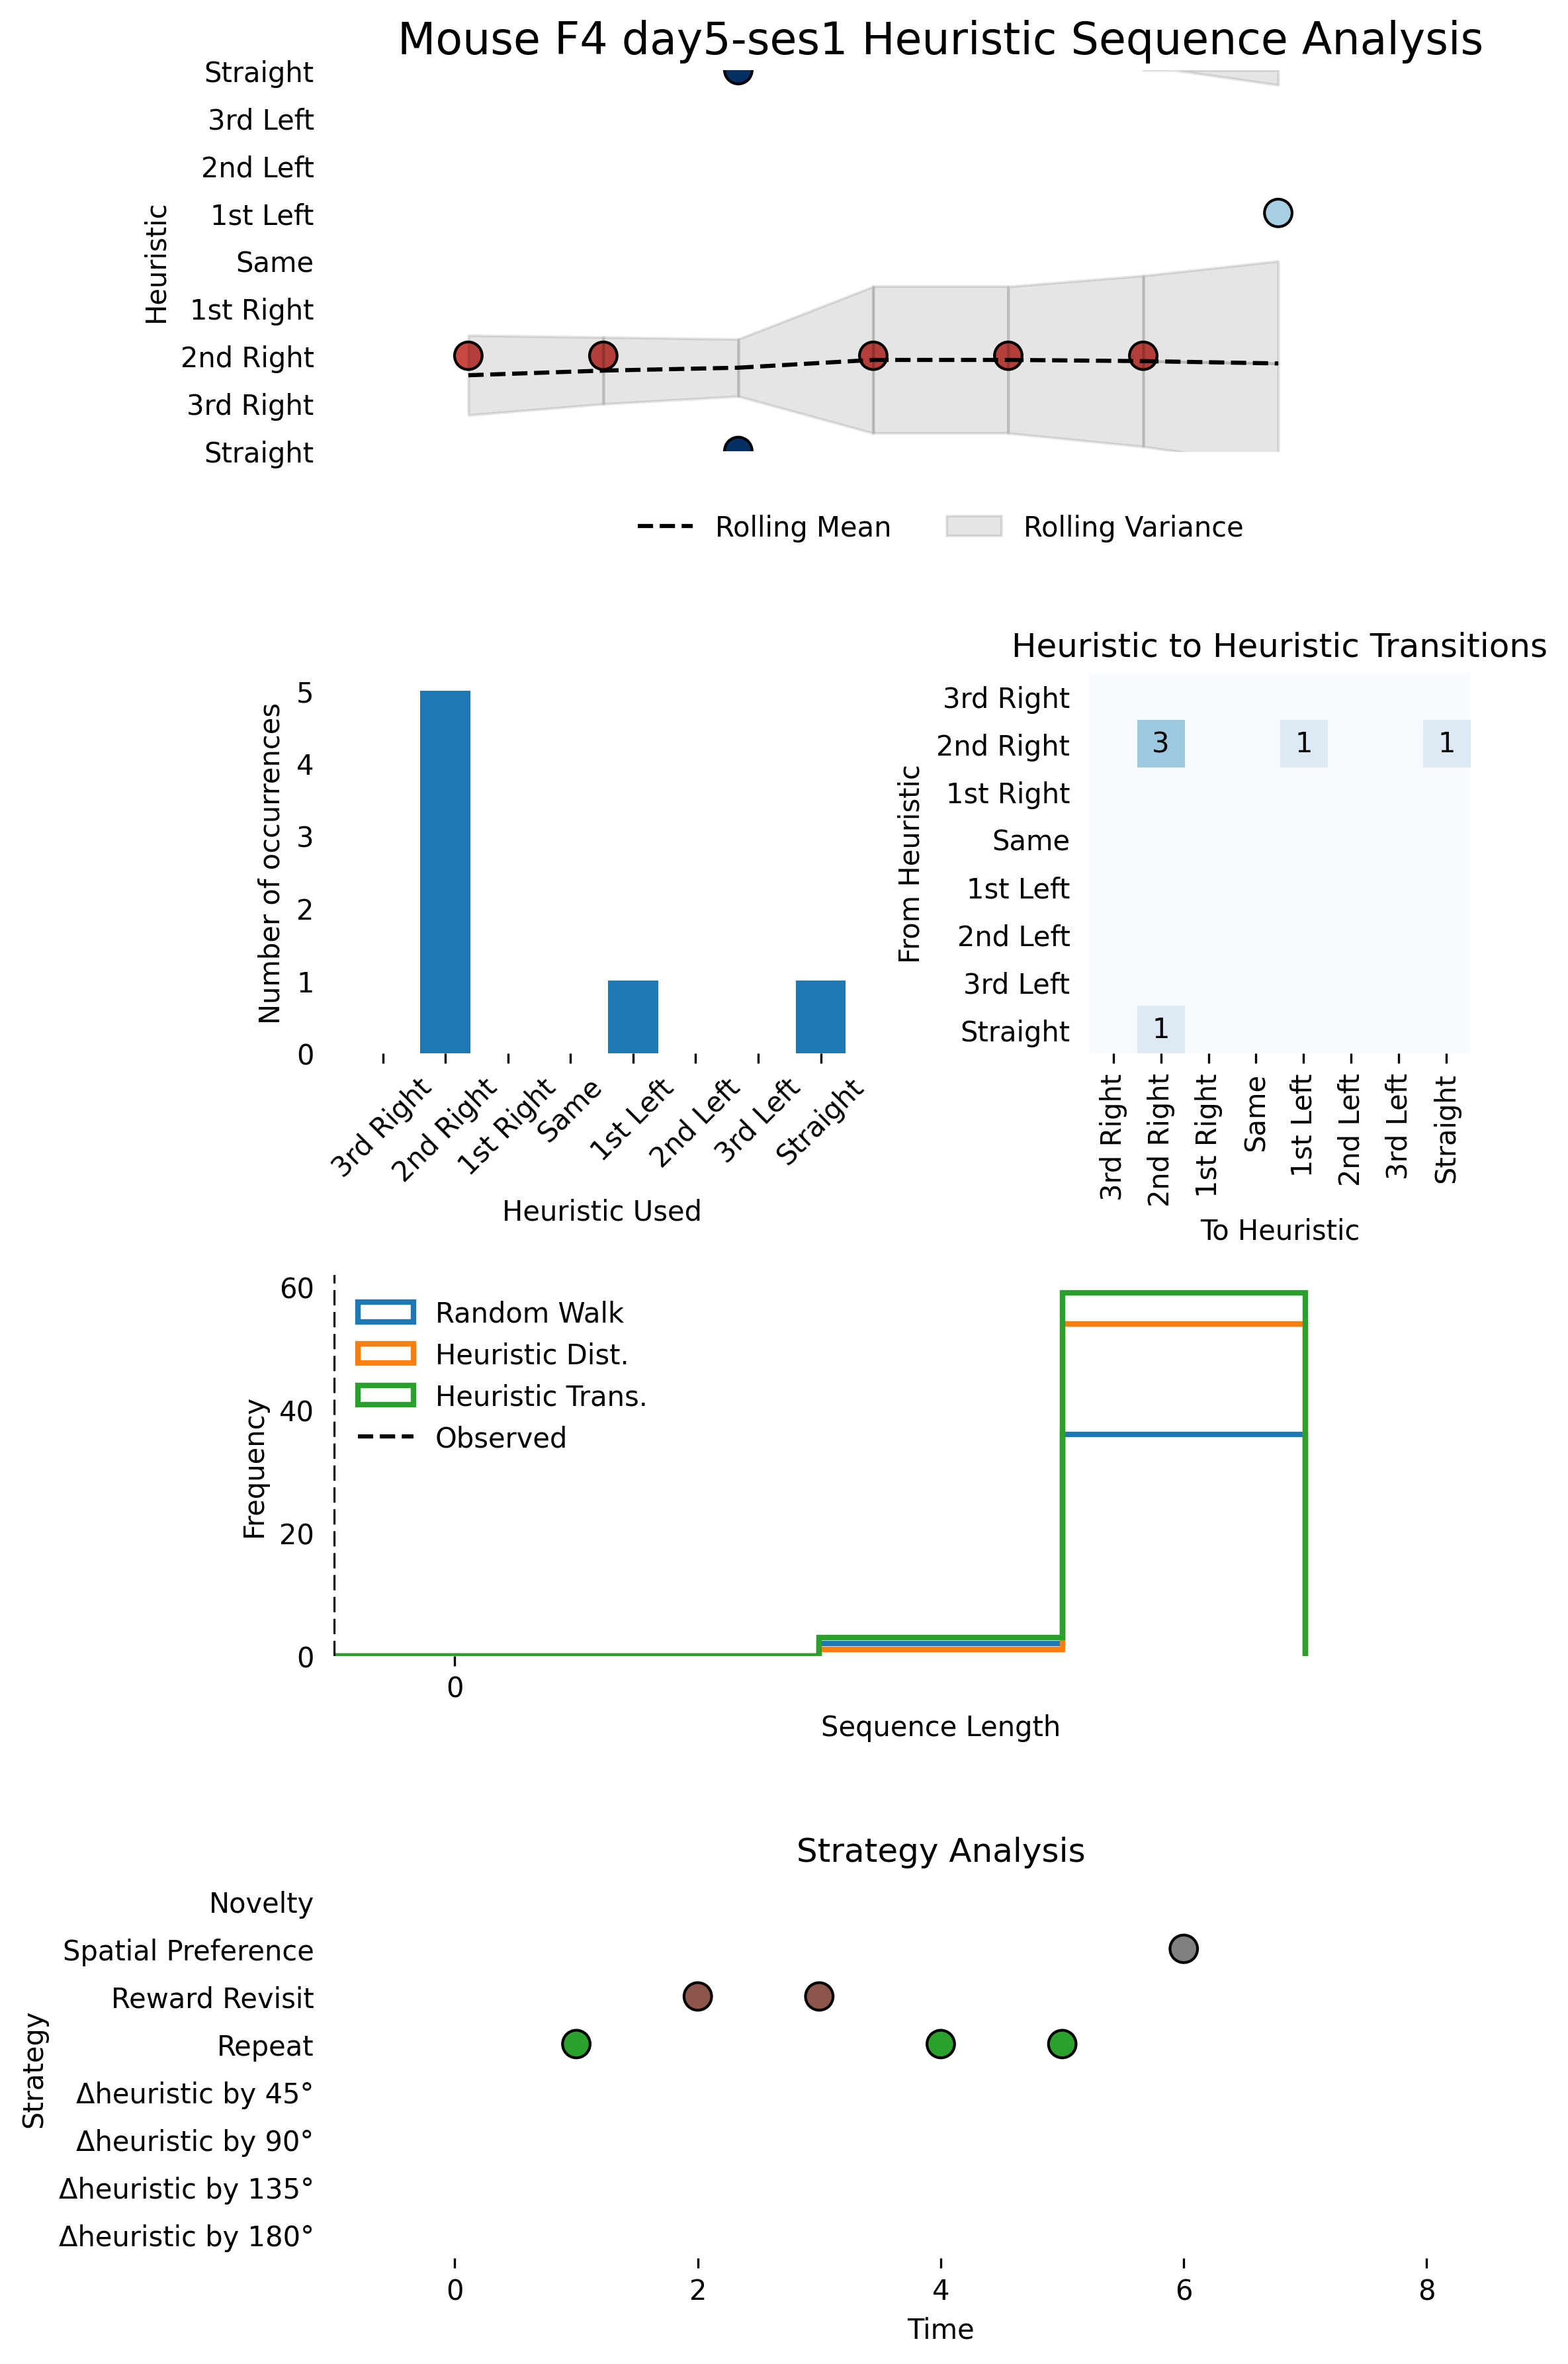 Mouse F4 day5-ses1 Heuristic Sequence Analysis
Heuristic
Straight
3rd Left
2nd Left
1st Left
Same
1st Right
2nd Right
3rd Right
Straight
Rolling Mean
Rolling Variance
Number of occurrences
5
4
3
2
1
0
3rd Right
2nd Right
1st Right
Same
1st Left
2nd Left
3rd Left
Straight
Heuristic Used
Heuristic to Heuristic Transitions
From Heuristic
3rd Right
2nd Right
1st Right
Same
1st Left
2nd Left
3rd Left
Straight
3
1
1
1
3rd Right
2nd Right
1st Right
Same
1st Left
2nd Left
3rd Left
Straight
To Heuristic
Frequency
60
40
20
0
Random Walk
Heuristic Dist.
Heuristic Trans.
Observed
0
Sequence Length
Strategy Analysis
Strategy
Novelty
Spatial Preference
Reward Revisit
Repeat
Δheuristic by 45°
Δheuristic by 90°
Δheuristic by 135°
Δheuristic by 180°
0
2
4
6
8
Time